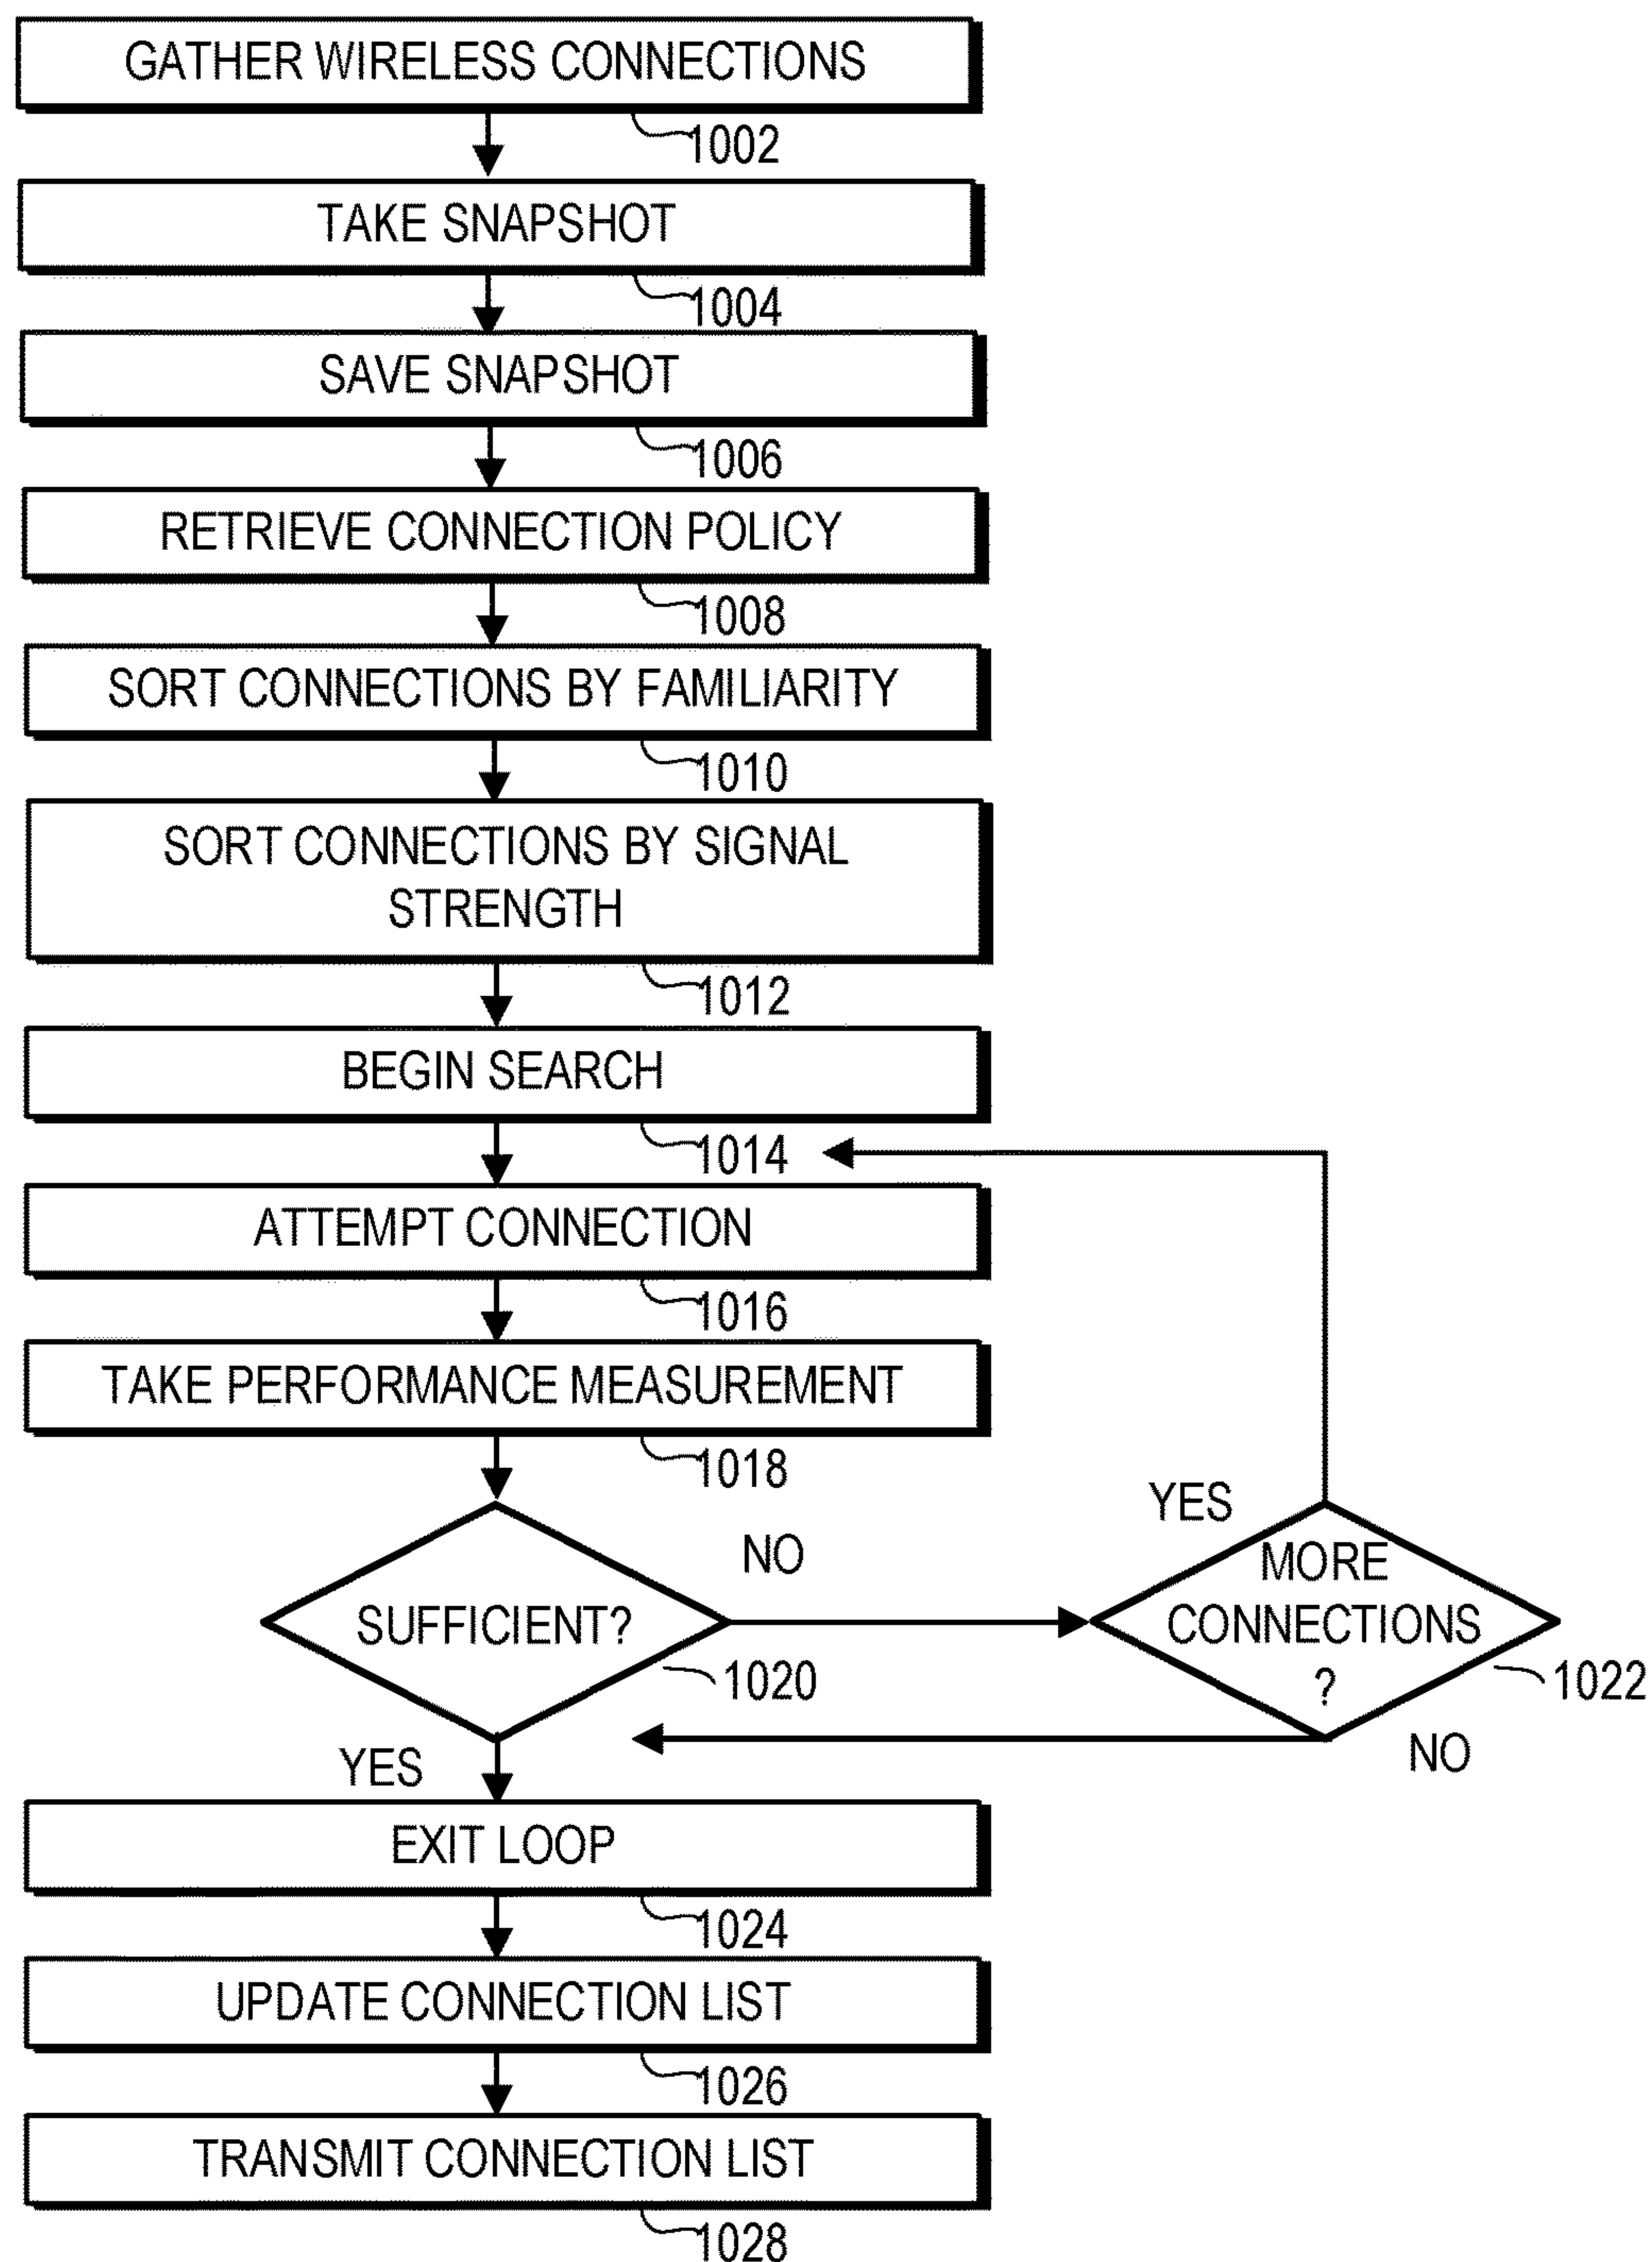 GATHER WIRELESS CONNECTIONS
1002
TAKE SNAPSHOT
1004
SAVE SNAPSHOT
1006
RETRIEVE CONNECTION POLICY
1008
SORT CONNECTIONS BY FAMILIARITY
1010
SORT CONNECTIONS BY SIGNAL
STRENGTH
1012
BEGIN SEARCH
1014
ATTEMPT CONNECTION
1016
TAKE PERFORMANCE MEASUREMENT
1018
SUFFICIENT?
1020
NO
YES
MORE
CONNECTIONS
?
1022
YES
NO
EXIT LOOP
1024
UPDATE CONNECTION LIST
1026
TRANSMIT CONNECTION LIST
1028